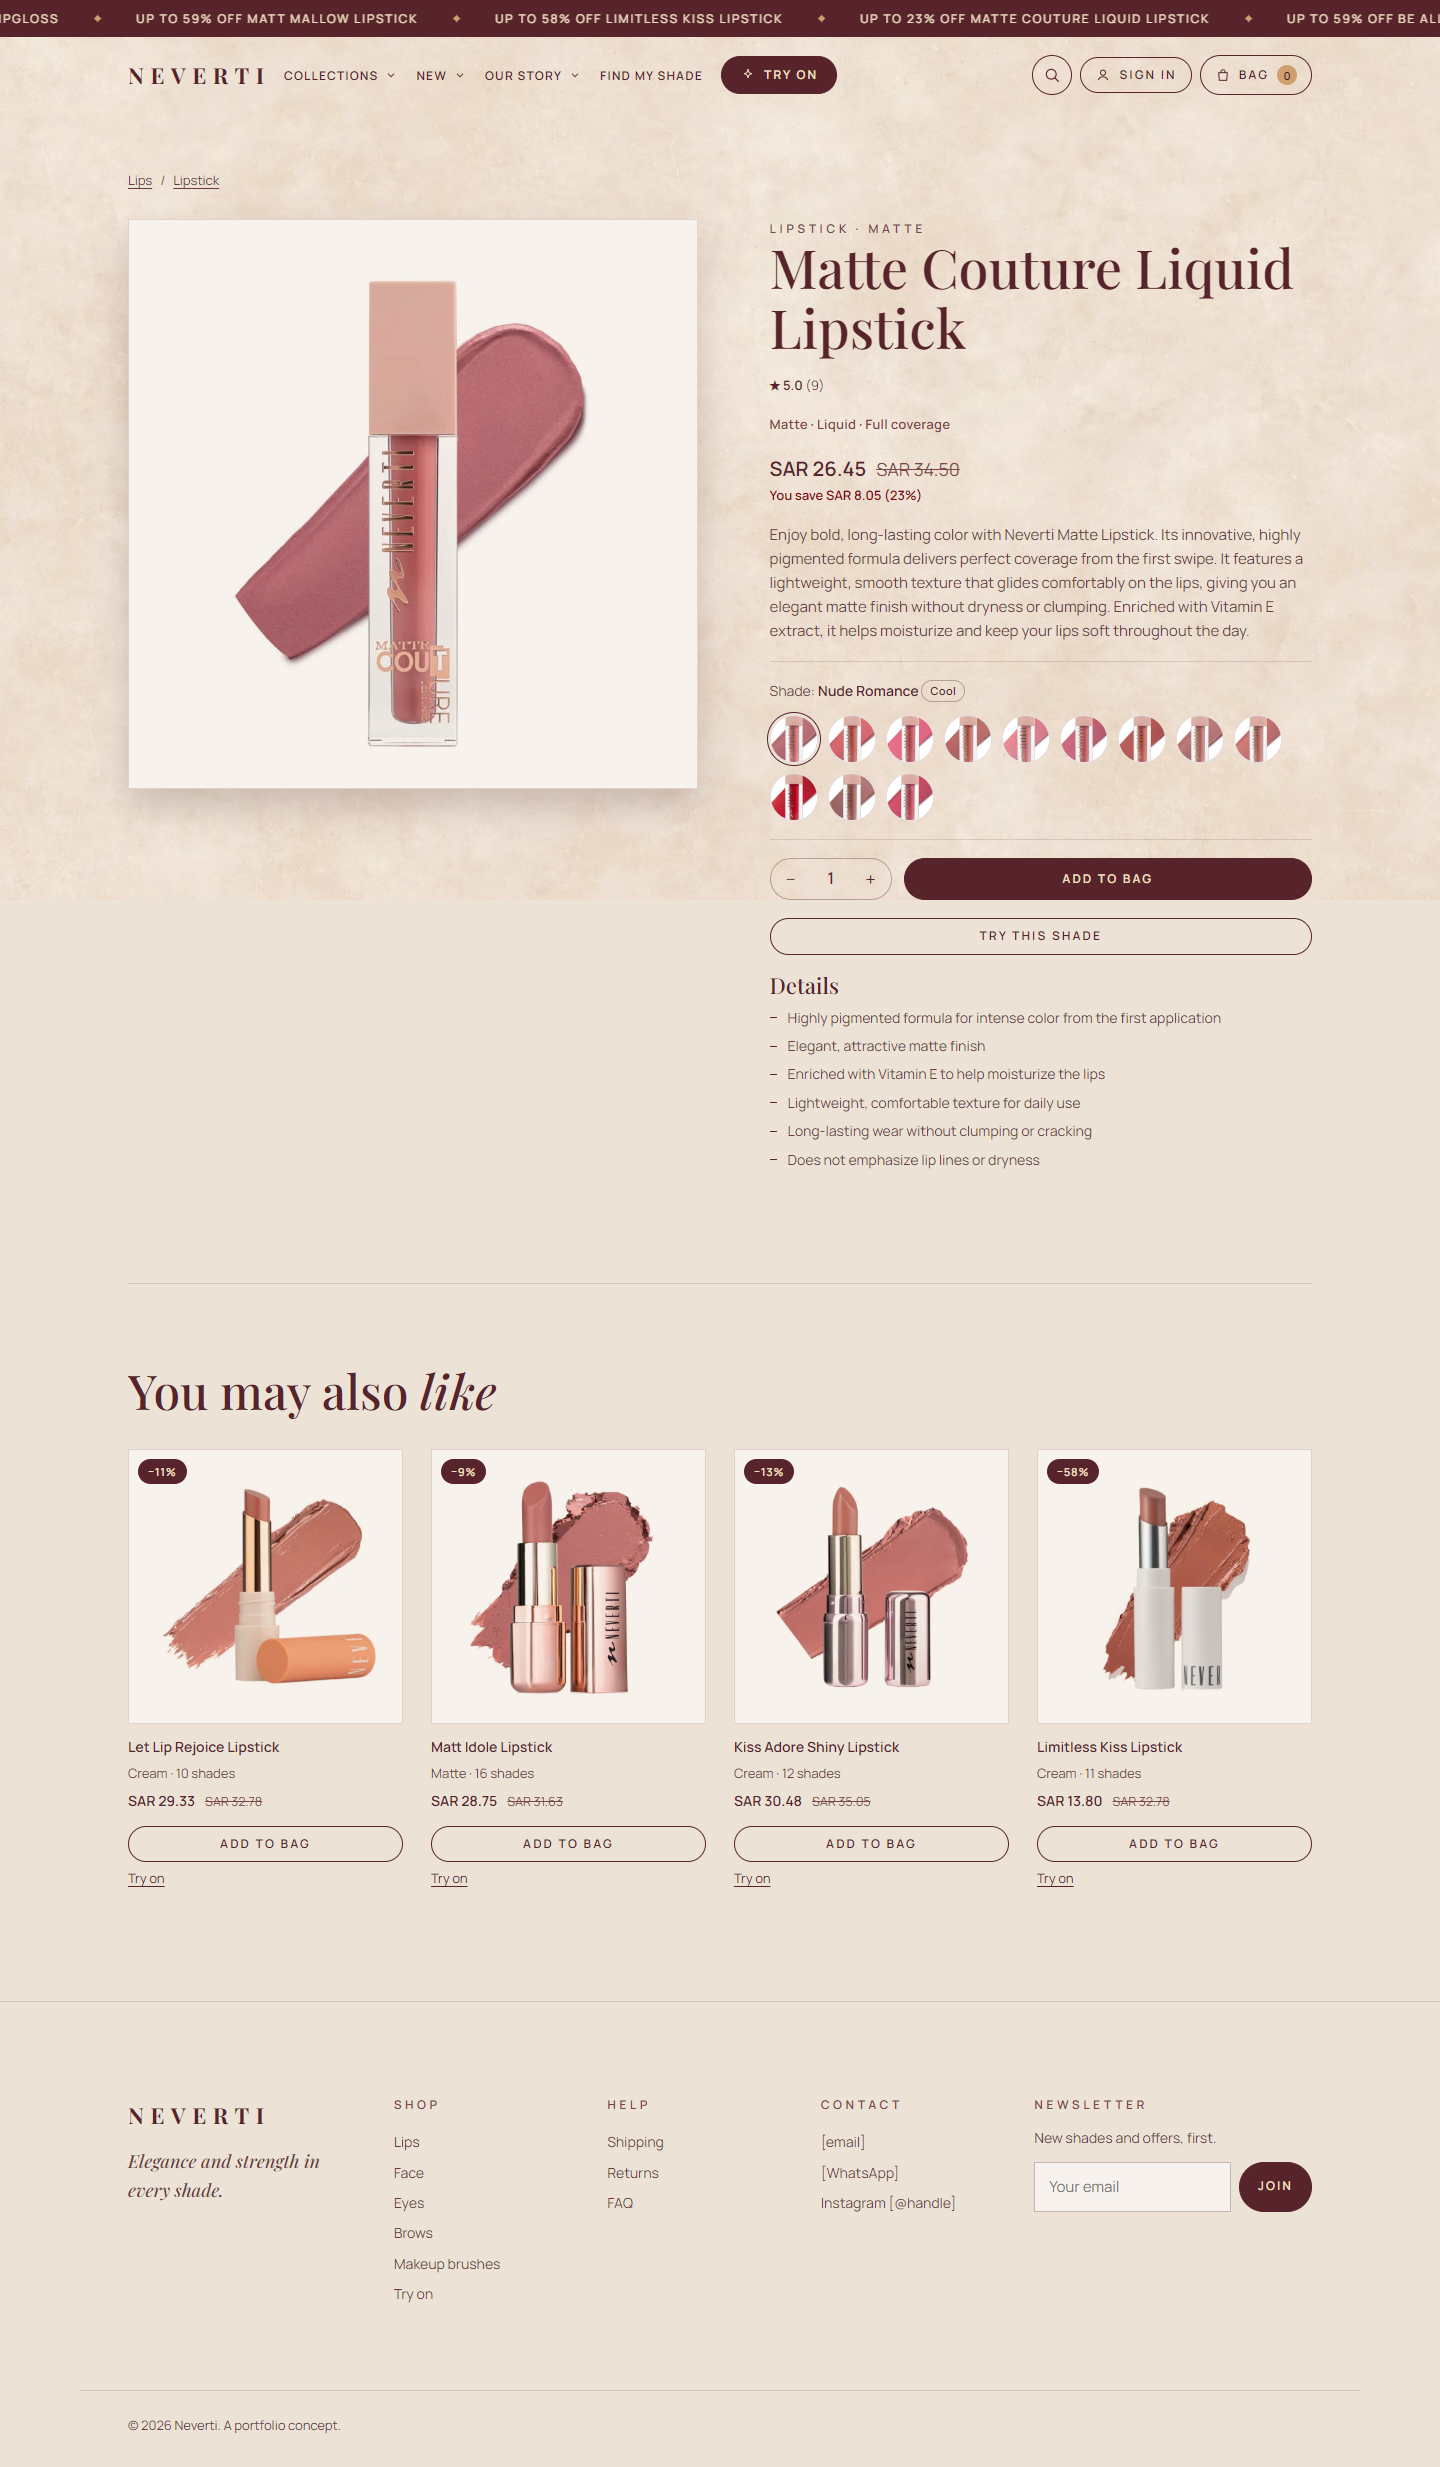 UP TO 59% OFF MATT MALLOW LIPSTICK
UP TO 58% OFF LIMITLESS KISS LIPSTICK
UP TO 23% OFF MATTE COUTURE LIQUID LIPSTICK
UP TO 59% OFF BE
NEVERTI
COLLECTIONS
NEW
OUR STORY
FIND MY SHADE
TRY ON
SIGN IN
BAG 0
Lips / Lipstick
NEVERTI
MATTE
COUTURE
LIPSTICK · MATTE
Matte Couture Liquid
Lipstick
★ 5.0 (9)
Matte · Liquid · Full coverage
SAR 26.45 SAR 34.50
You save SAR 8.05 (23%)
Enjoy bold, long-lasting color with Neverti Matte Lipstick. Its innovative, highly
pigmented formula delivers perfect coverage from the first swipe. It features a
lightweight, smooth texture that glides comfortably on the lips, giving you an
elegant matte finish without dryness or clumping. Enriched with Vitamin E
extract, it helps moisturize and keep your lips soft throughout the day.
Shade: Nude Romance Cool
− 1 +
ADD TO BAG
TRY THIS SHADE
Details
Highly pigmented formula for intense color from the first application
Elegant, attractive matte finish
Enriched with Vitamin E to help moisturize the lips
Lightweight, comfortable texture for daily use
Long-lasting wear without clumping or cracking
Does not emphasize lip lines or dryness
You may also like
−11%
Let Lip Rejoice Lipstick
Cream · 10 shades
SAR 29.33 SAR 32.78
ADD TO BAG
Try on
−9%
NEVERTI
Matt Idole Lipstick
Matte · 16 shades
SAR 28.75 SAR 31.63
ADD TO BAG
Try on
−13%
NEVERTI
Kiss Adore Shiny Lipstick
Cream · 12 shades
SAR 30.48 SAR 35.05
ADD TO BAG
Try on
−58%
NEVER
Limitless Kiss Lipstick
Cream · 11 shades
SAR 13.80 SAR 32.78
ADD TO BAG
Try on
NEVERTI
Elegance and strength in
every shade.
SHOP
Lips
Face
Eyes
Brows
Makeup brushes
Try on
HELP
Shipping
Returns
FAQ
CONTACT
[email]
[WhatsApp]
Instagram [@handle]
NEWSLETTER
New shades and offers, first.
Your email
JOIN
© 2026 Neverti. A portfolio concept.